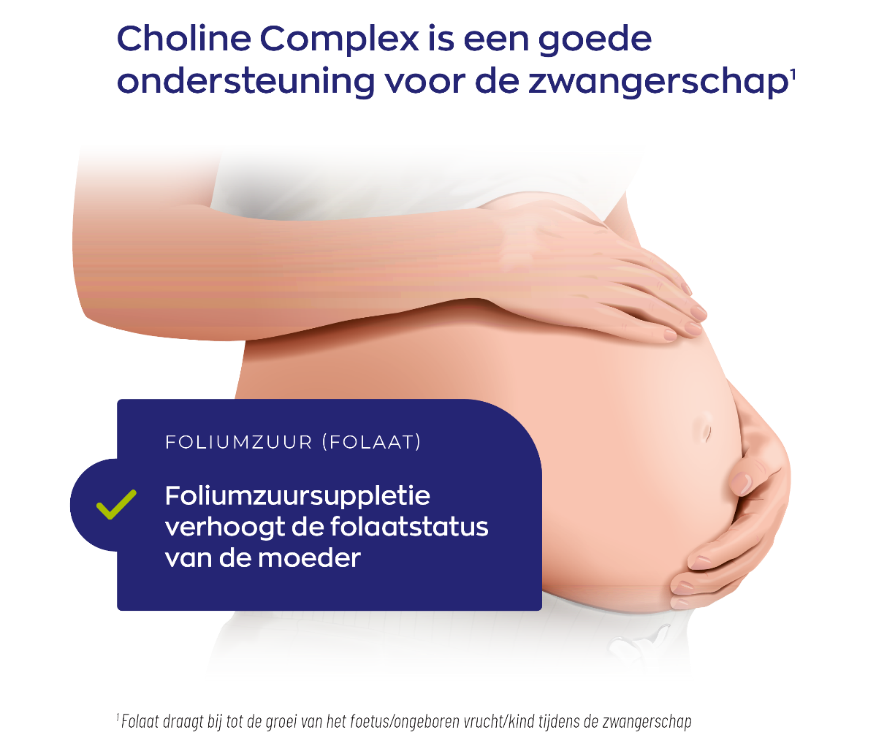 Choline Complex is een goede
ondersteuning voor de zwangerschap¹
FOLIUMZUUR (FOLAAT)
Foliumzuursuppletie
verhoogt de folaatstatus
van de moeder
¹ Folaat draagt bij tot de groei van het foetus/ongeboren vrucht/kind tijdens de zwangerschap